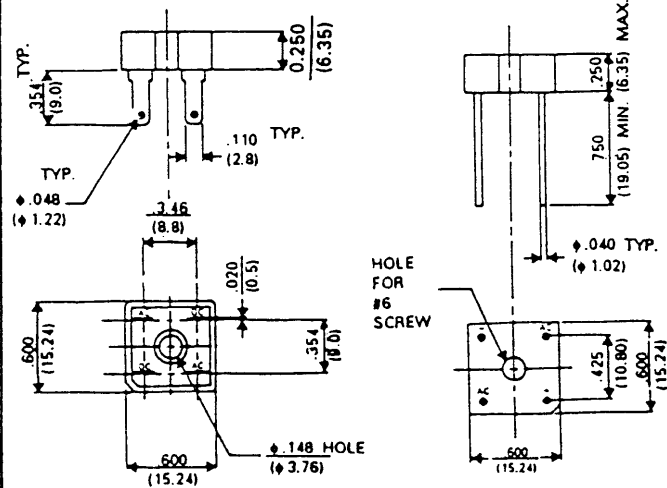 TYP.
.354
(9.0)
0.250
(6.35)
.110 TYP.
(2.8)
TYP.
ϕ.048
(ϕ 1.22)
3.46
(8.8)
.020
(0.5)
.600
(15.24)
.354
(9.0)
ϕ.148 HOLE
(ϕ 3.76)
.600
(15.24)
.250
(6.35) MAX.
750
(19.05) MIN.
ϕ.040 TYP.
(ϕ 1.02)
HOLE
FOR
#6
SCREW
.425
(10.80)
.600
(15.24)
.600
(15.24)